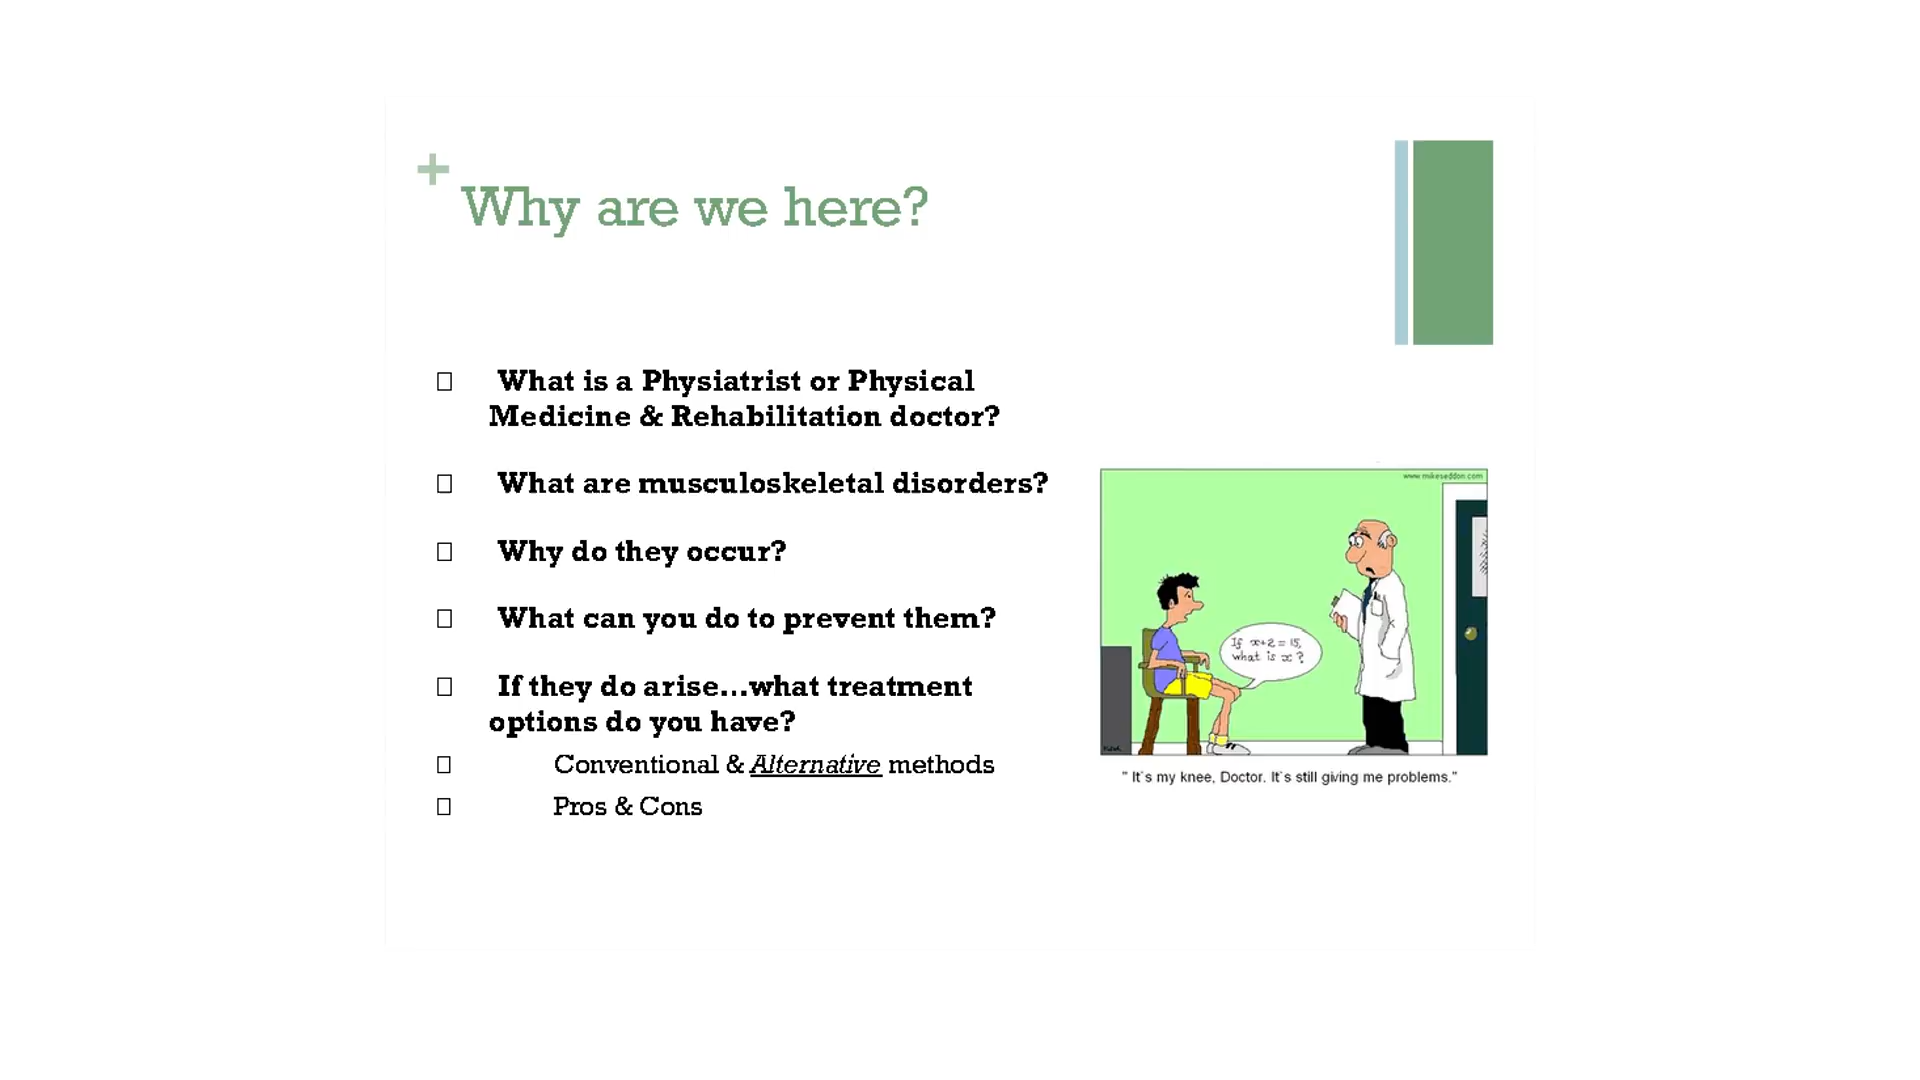 +
Why are we here?
What is a Physiatrist or Physical
Medicine & Rehabilitation doctor?
What are musculoskeletal disorders?
Why do they occur?
What can you do to prevent them?
If they do arise...what treatment
options do you have?
Conventional & Alternative methods
Pros & Cons
www.mikeseddon.com
If x+2=15,
what is x?
" It's my knee, Doctor. It's still giving me problems."